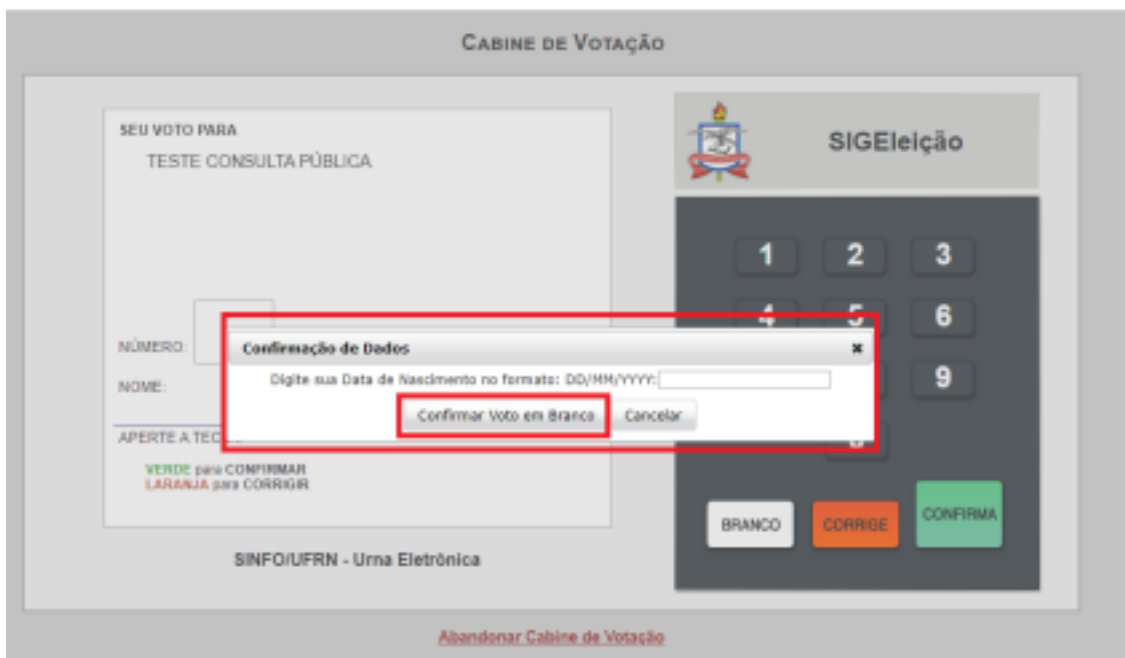 CABINE DE VOTAÇÃO
SEU VOTO PARA
TESTE CONSULTA PÚBLICA
SIGEleição
1 2 3
4 5 6
9
NÚMERO:
NOME:
Confirmação de Dados
Digite sua Data de Nascimento no formato: DD/MM/YYYY:
Confirmar Voto em Branco Cancelar
APERTE A TEC
VERDE para CONFIRMAR
LARANJA para CORRIGIR
BRANCO CORRIGE CONFIRMA
SINFO/UFRN - Urna Eletrônica
Abandonar Cabine de Votação